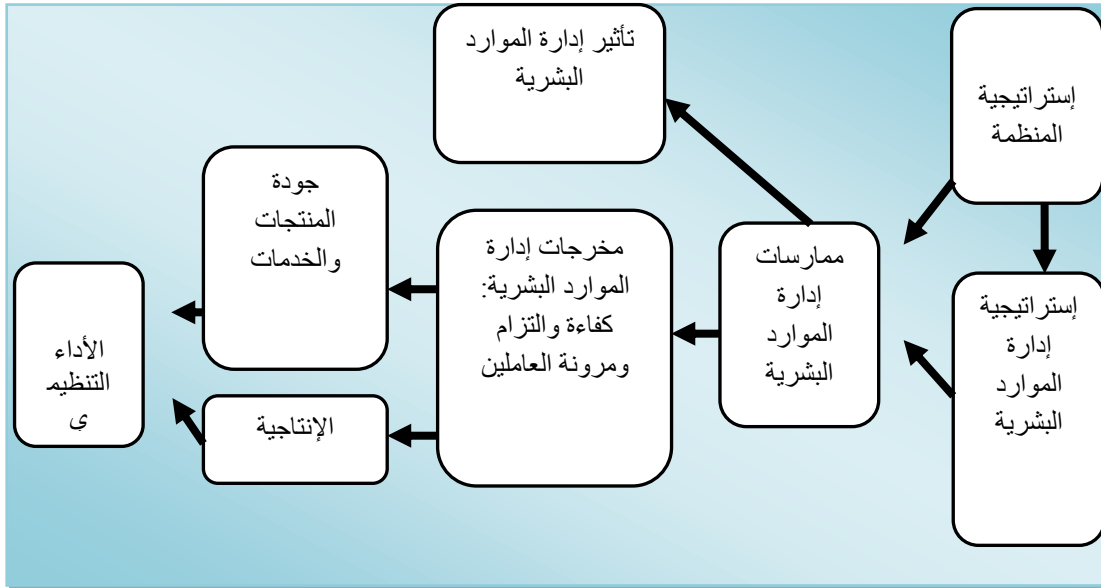 إستراتيجية
المنظمة
إستراتيجية
إدارة
الموارد
البشرية
ممارسات
إدارة
الموارد
البشرية
تأثير إدارة الموارد
البشرية
مخرجات إدارة
الموارد البشرية:
كفاءة والتزام
ومرونة العاملين
جودة
المنتجات
والخدمات
الإنتاجية
الأداء
التنظيمـ
ي